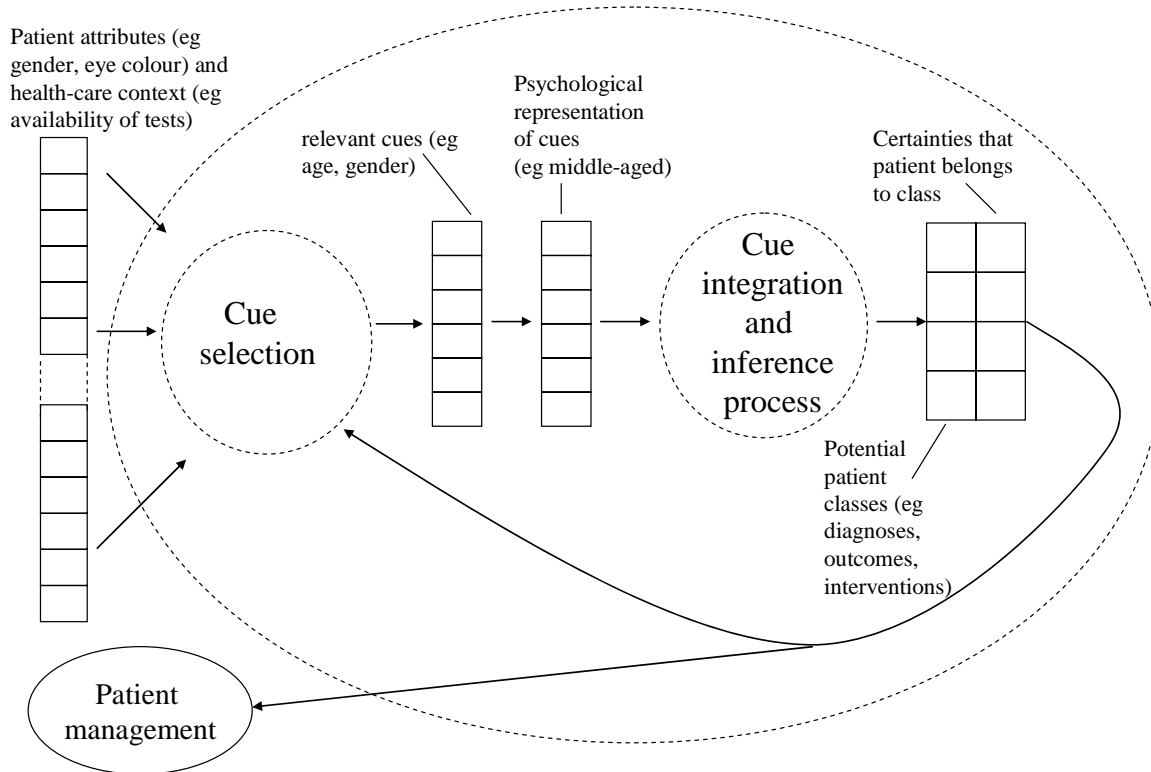 Patient attributes (eg
gender, eye colour) and
health-care context (eg
availability of tests)
relevant cues (eg
age, gender)
Psychological
representation
of cues
(eg middle-aged)
Certainties that
patient belongs
to class
Cue
selection
Cue
integration
and
inference
process
Potential
patient
classes (eg
diagnoses,
outcomes,
interventions)
Patient
management